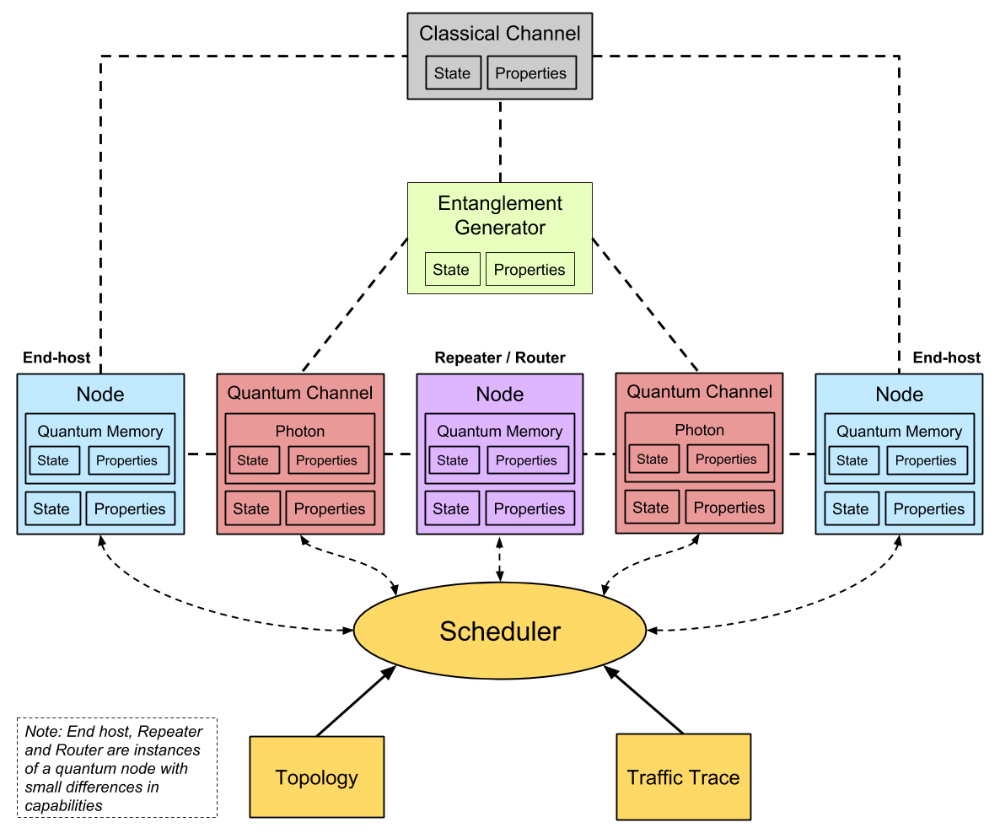 Classical Channel
State
Properties
Entanglement
Generator
State
Properties
End-host
Repeater / Router
End-host
Node
Quantum Memory
State
Properties
State
Properties
Quantum Channel
Photon
State
Properties
State
Properties
Node
Quantum Memory
State
Properties
State
Properties
Quantum Channel
Photon
State
Properties
State
Properties
Node
Quantum Memory
State
Properties
State
Properties
Scheduler
Note: End host, Repeater
and Router are instances
of a quantum node with
small differences in
capabilities
Topology
Traffic Trace